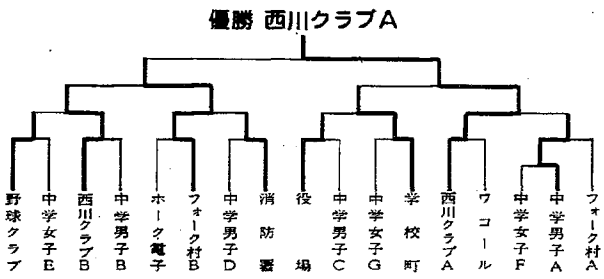 優勝 西川クラブA
野球クラブ
中学女子E
西川クラブB
中学男子B
ホーク電子
フォーク村B
中学男子D
消防署
役場
中学男子C
中学女子G
学校町
西川クラブA
ワコール
中学女子F
中学男子A
フォーク村A